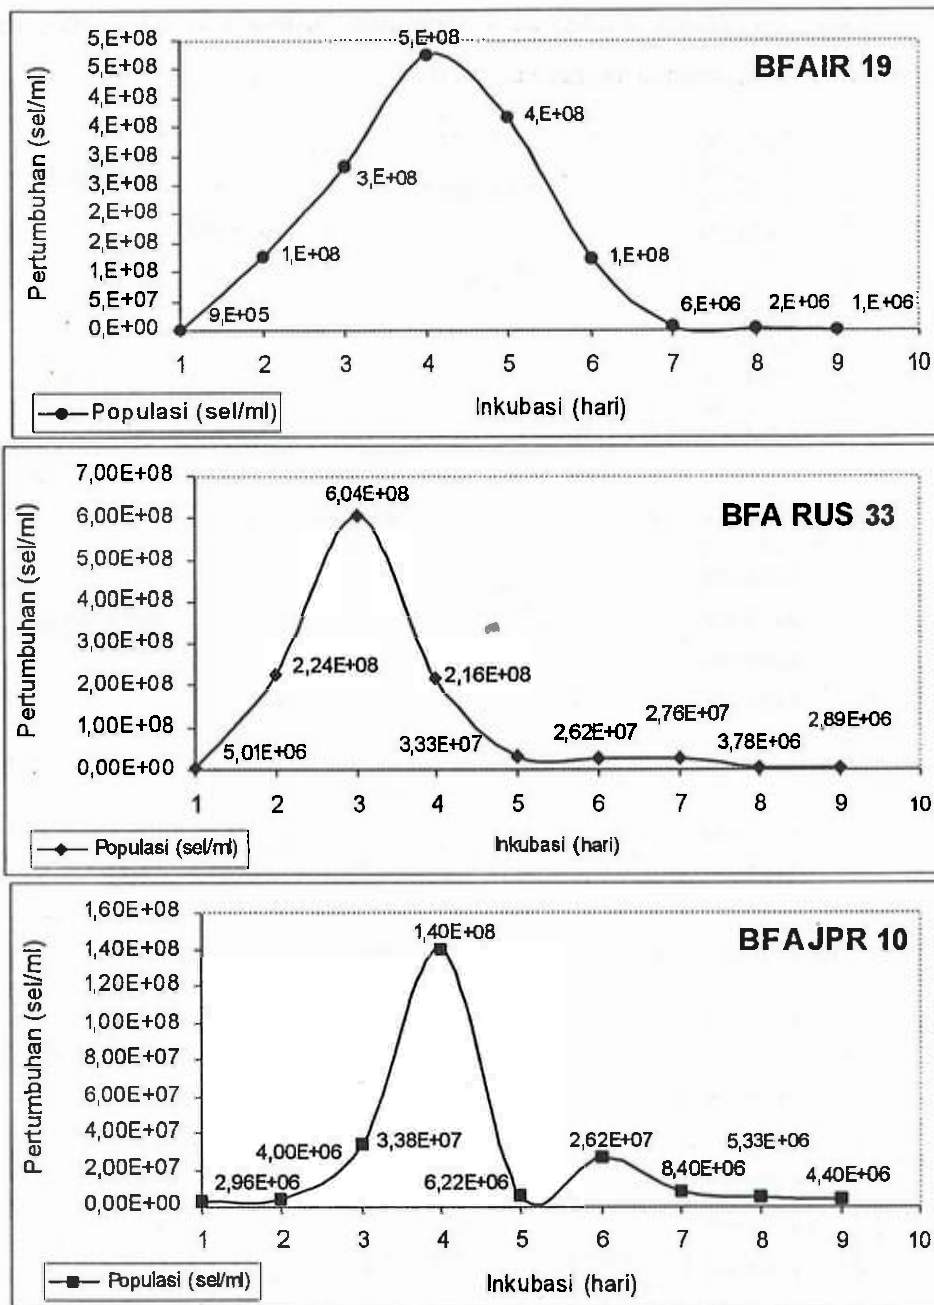 BFAIR 19
Pertumbuhan (sel/ml)
5,E+08
5,E+08
4,E+08
4,E+08
3,E+08
3,E+08
2,E+08
2,E+08
1,E+08
5,E+07
0,E+00
9,E+05
1,E+08
3,E+08
5,E+08
4,E+08
1,E+08
6,E+06
2,E+06
1,E+06
1 2 3 4 5 6 7 8 9 10
Inkubasi (hari)
Populasi (sel/ml)
BFA RUS 33
Pertumbuhan (sel/ml)
7,00E+08
6,00E+08
5,00E+08
4,00E+08
3,00E+08
2,00E+08
1,00E+08
0,00E+00
5,01E+06
2,24E+08
6,04E+08
2,16E+08
3,33E+07
2,62E+07
2,76E+07
3,78E+06
2,89E+06
1 2 3 4 5 6 7 8 9 10
Inkubasi (hari)
Populasi (sel/ml)
BFAJPR 10
Pertumbuhan (sel/ml)
1,60E+08
1,40E+08
1,20E+08
1,00E+08
8,00E+07
6,00E+07
4,00E+07
2,00E+07
0,00E+00
2,96E+06
4,00E+06
3,38E+07
1,40E+08
6,22E+06
2,62E+07
8,40E+06
5,33E+06
4,40E+06
1 2 3 4 5 6 7 8 9 10
Inkubasi (hari)
Populasi (sel/ml)